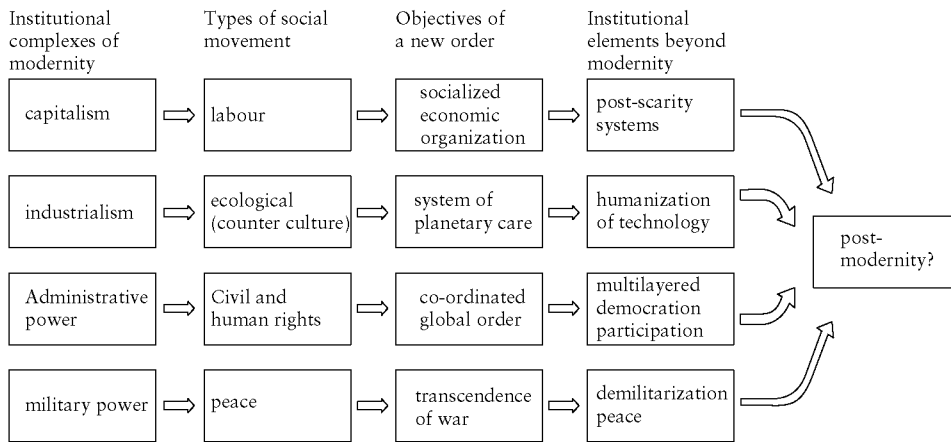 Institutional
complexes of
modernity
Types of social
movement
Objectives of
a new order
Institutional
elements beyond
modernity
capitalism
labour
socialized
economic
organization
post-scarity
systems
industrialism
ecological
(counter culture)
system of
planetary care
humanization
of technology
post-
modernity?
Administrative
power
Civil and
human rights
co-ordinated
global order
multilayered
democration
participation
military power
peace
transcendence
of war
demilitarization
peace